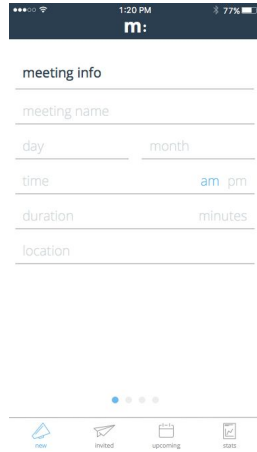 1:20 PM 77%
m:
meeting info
meeting name
day month
time am pm
duration minutes
location
new invited upcoming stats